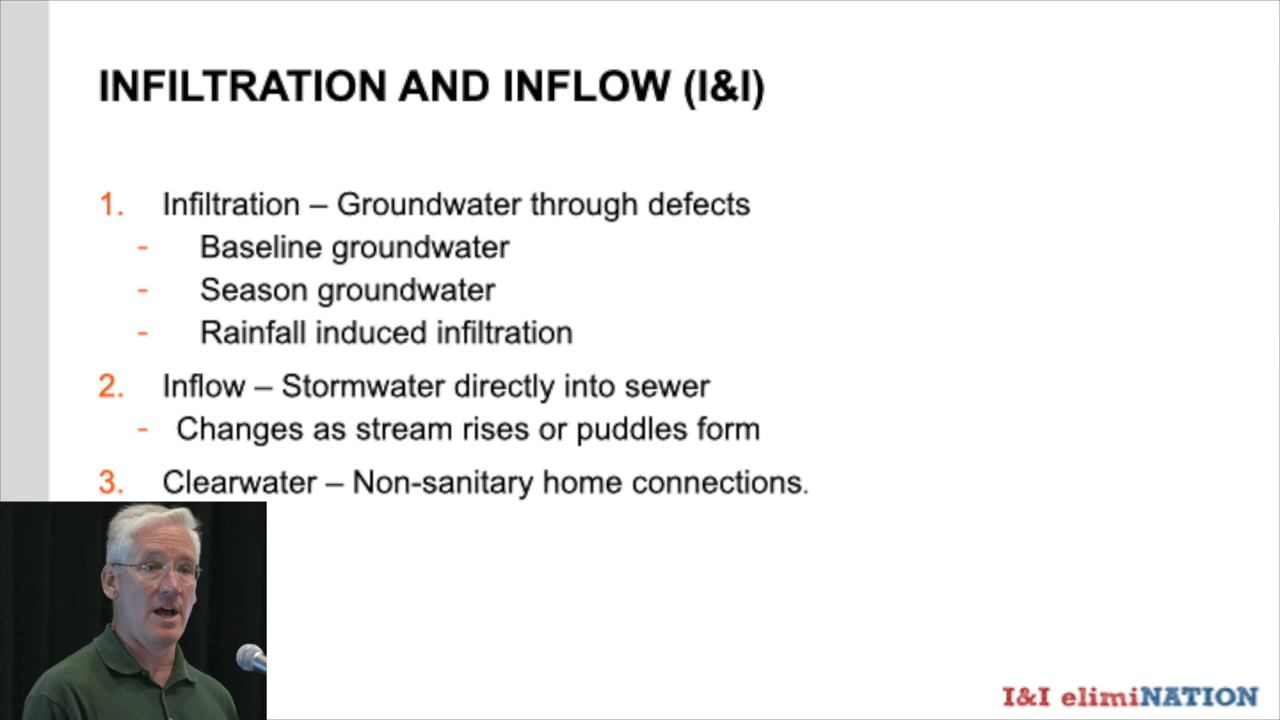 INFILTRATION AND INFLOW (I&I)
1. Infiltration – Groundwater through defects
- Baseline groundwater
- Season groundwater
- Rainfall induced infiltration
2. Inflow – Stormwater directly into sewer
- Changes as stream rises or puddles form
3. Clearwater – Non-sanitary home connections.
I&I elimiNATION